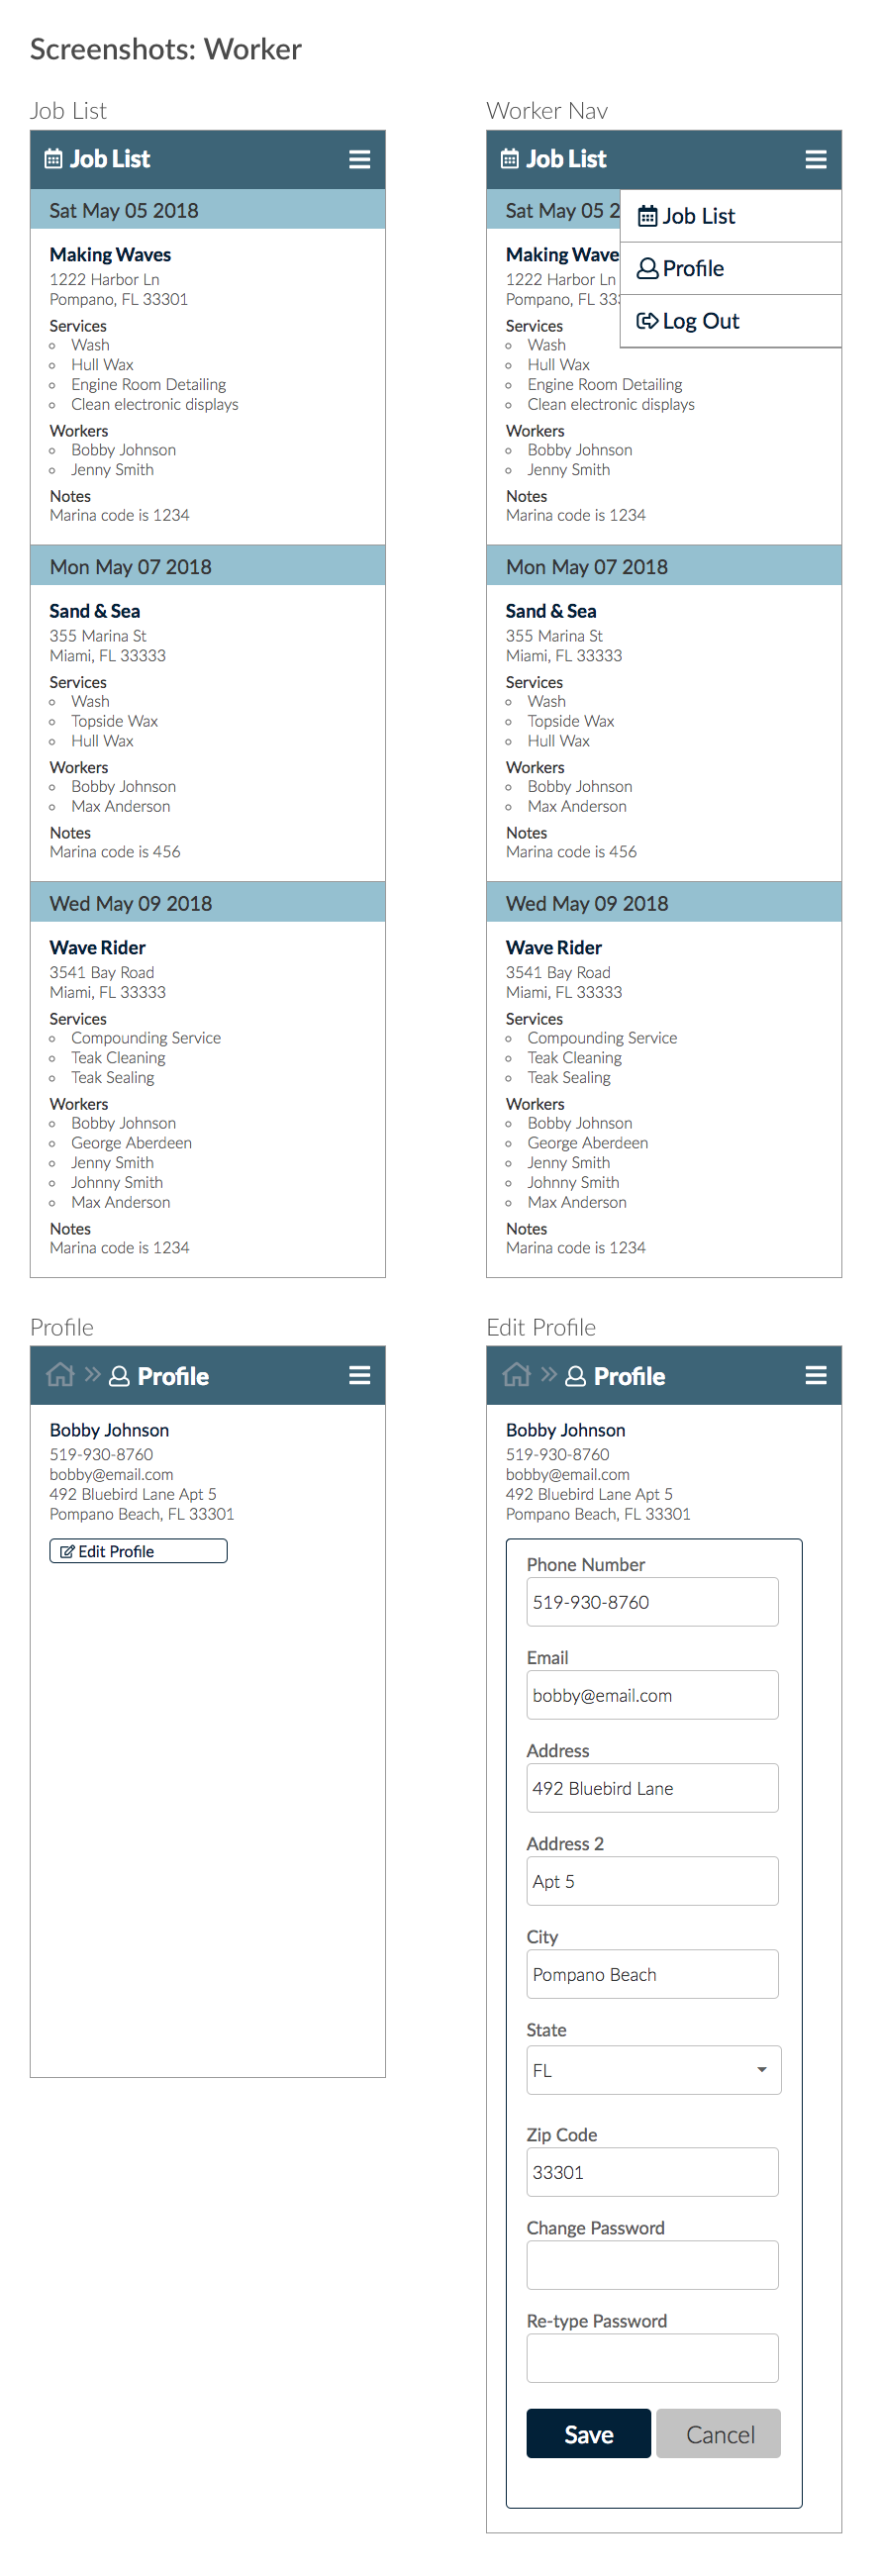 Screenshots: Worker
Job List
Job List
Sat May 05 2018
Making Waves
1222 Harbor Ln
Pompano, FL 33301
Services
Wash
Hull Wax
Engine Room Detailing
Clean electronic displays
Workers
Bobby Johnson
Jenny Smith
Notes
Marina code is 1234
Mon May 07 2018
Sand & Sea
355 Marina St
Miami, FL 33333
Services
Wash
Topside Wax
Hull Wax
Workers
Bobby Johnson
Max Anderson
Notes
Marina code is 456
Wed May 09 2018
Wave Rider
3541 Bay Road
Miami, FL 33333
Services
Compounding Service
Teak Cleaning
Teak Sealing
Workers
Bobby Johnson
George Aberdeen
Jenny Smith
Johnny Smith
Max Anderson
Notes
Marina code is 1234
Worker Nav
Job List
Job List
Profile
Log Out
Sat May 05 2
Making Wave
1222 Harbor Ln
Pompano, FL 333
Services
Wash
Hull Wax
Engine Room Detailing
Clean electronic displays
Workers
Bobby Johnson
Jenny Smith
Notes
Marina code is 1234
Mon May 07 2018
Sand & Sea
355 Marina St
Miami, FL 33333
Services
Wash
Topside Wax
Hull Wax
Workers
Bobby Johnson
Max Anderson
Notes
Marina code is 456
Wed May 09 2018
Wave Rider
3541 Bay Road
Miami, FL 33333
Services
Compounding Service
Teak Cleaning
Teak Sealing
Workers
Bobby Johnson
George Aberdeen
Jenny Smith
Johnny Smith
Max Anderson
Notes
Marina code is 1234
Profile
Profile
Bobby Johnson
519-930-8760
bobby@email.com
492 Bluebird Lane Apt 5
Pompano Beach, FL 33301
Edit Profile
Edit Profile
Profile
Bobby Johnson
519-930-8760
bobby@email.com
492 Bluebird Lane Apt 5
Pompano Beach, FL 33301
Phone Number
519-930-8760
Email
bobby@email.com
Address
492 Bluebird Lane
Address 2
Apt 5
City
Pompano Beach
State
FL
Zip Code
33301
Change Password
Re-type Password
Save Cancel